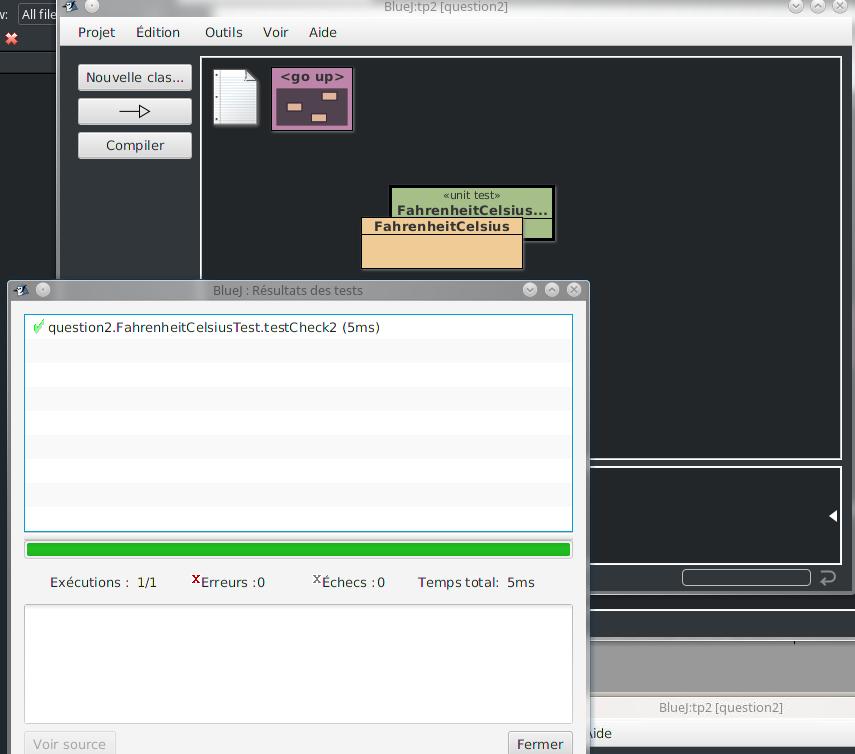 w:
All file
BlueJ:tp2 [question2]
Projet Édition Outils Voir Aide
Nouvelle clas...
Compiler
<go up>
«unit test»
FahrenheitCelsius...
FahrenheitCelsius
BlueJ : Résultats des tests
question2.FahrenheitCelsiusTest.testCheck2 (5ms)
Exécutions : 1/1 XErreurs :0 XÉchecs :0 Temps total: 5ms
Voir source
Fermer
BlueJ:tp2 [question2]
Aide